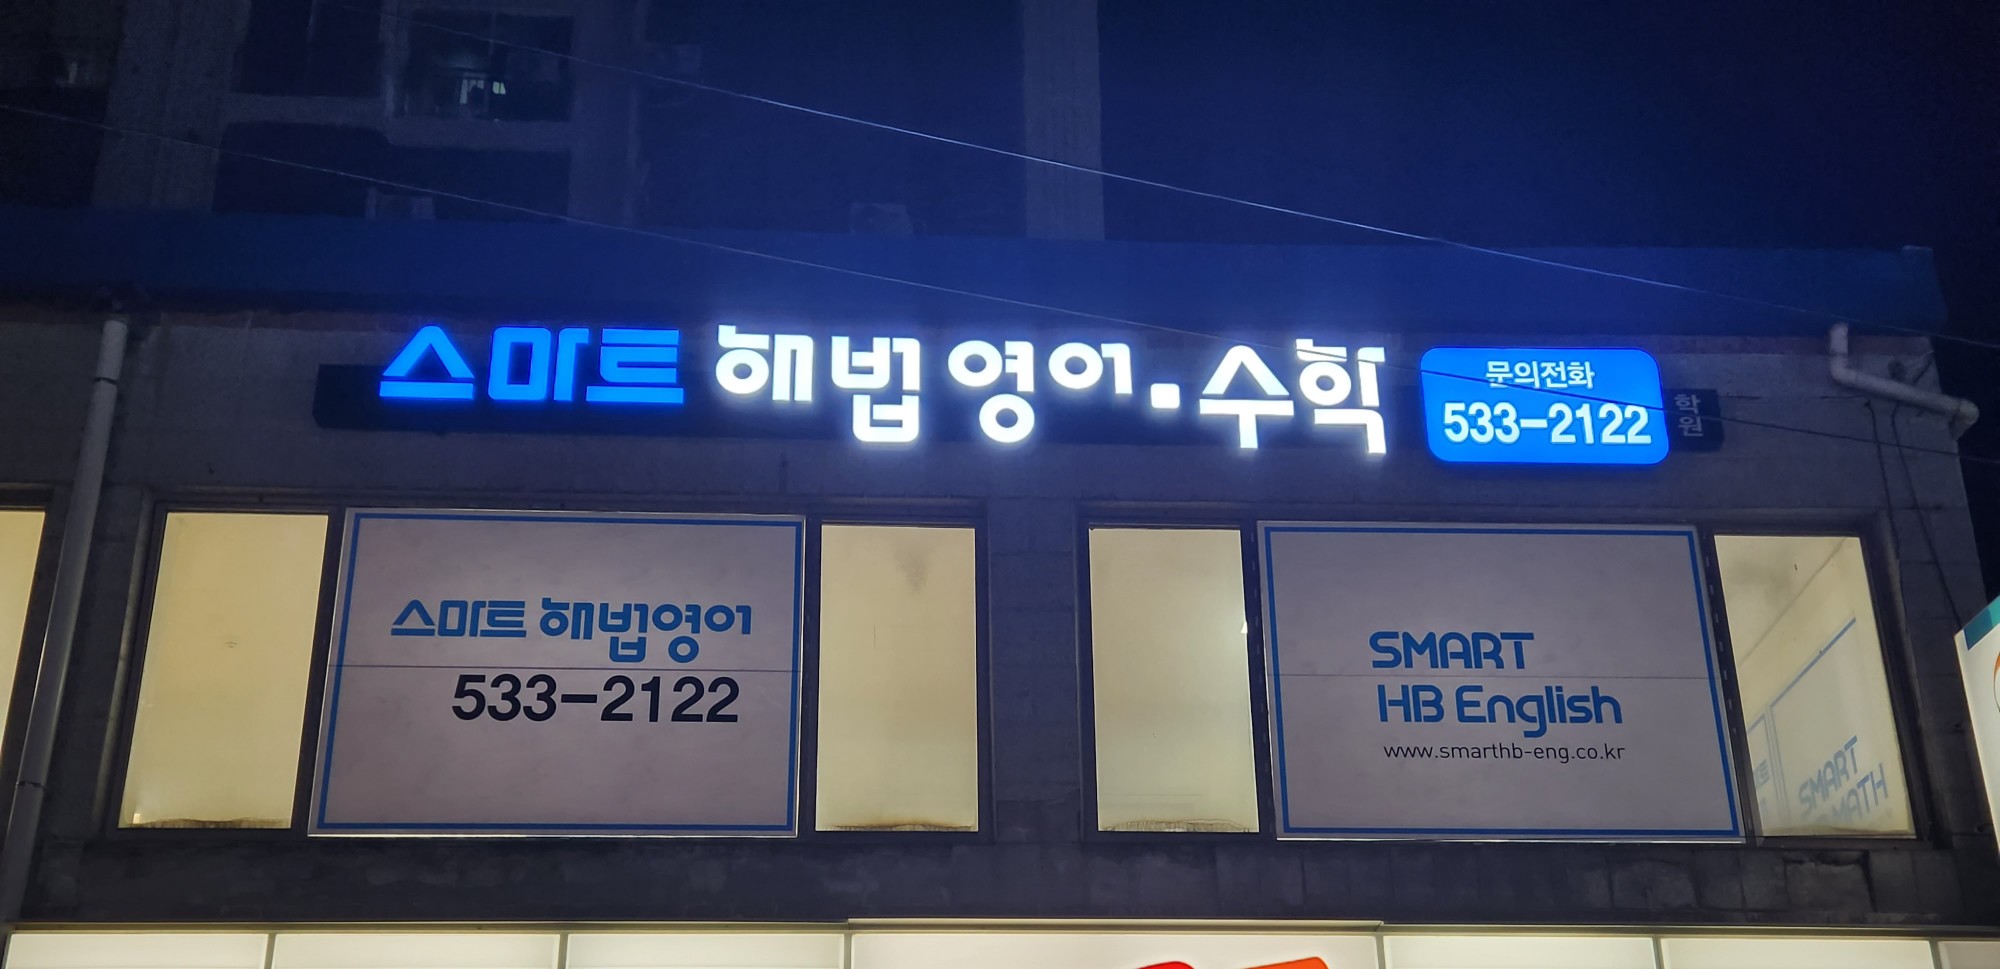 스마트 해법영어·수학
문의전화
533-2122
학원
스마트 해법영어
533-2122
SMART
HB English
www.smarthb-eng.co.kr
SMART